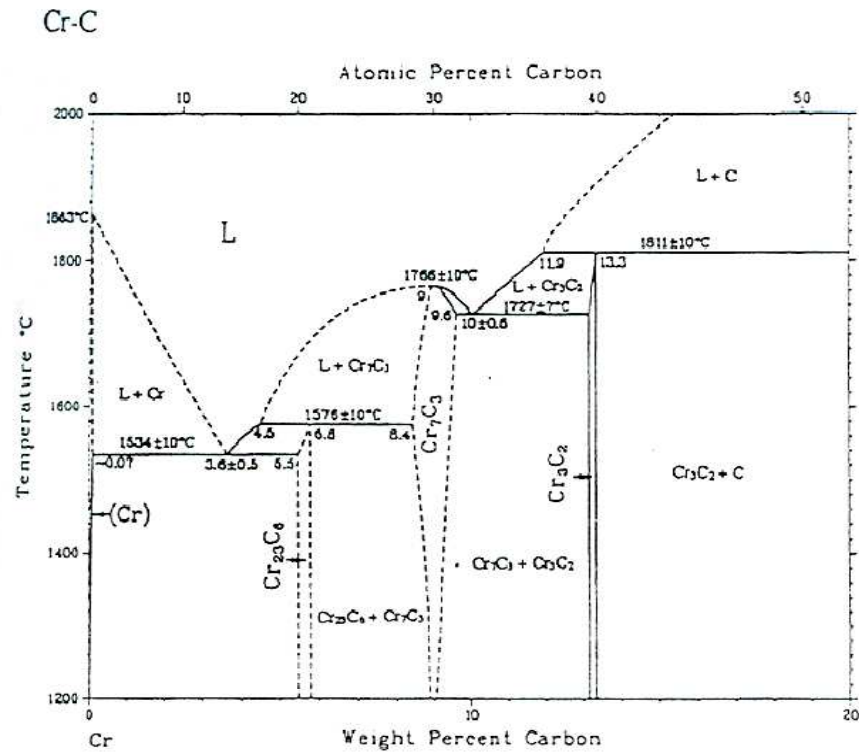 Cr-C
Atomic Percent Carbon
0 10 20 30 40 50
2000
L + C
1863°C
L
1811±10°C
1800
11.9 13.3
1766±10°C
L + Cr₃C₂
9
1727±7°C
9.6 10±0.6
L + Cr₇C₃
Cr₇C₃
L + Cr
1600
1576±10°C
4.5 5.8 8.4
1534±10°C
~0.07 3.6±0.5 5.5
Cr₃C₂
Cr₃C₂ + C
(Cr)
Cr₂₃C₆
1400
Cr₇C₃ + Cr₃C₂
Cr₂₃C₆ + Cr₇C₃
1200
0 10 20
Cr
Weight Percent Carbon
Temperature °C